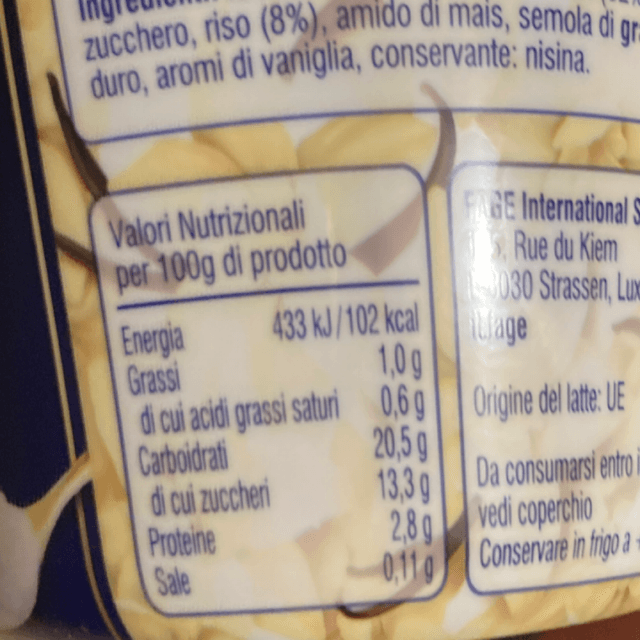 zucchero, riso (8%), amido di mais, semola di
duro, aromi di vaniglia, conservante: nisina.
Valori Nutrizionali
per 100g di prodotto
Energia 433 kJ/102 kcal
Grassi 1,0 g
di cui acidi grassi saturi 0,6 g
Carboidrati 20,5 g
di cui zuccheri 13,3 g
Proteine 2,8 g
Sale 0,11 g
International
Rue du Kiem
Strassen,
Origine del latte: UE
Da consumarsi entro
vedi coperchio
Conservare in frigo a